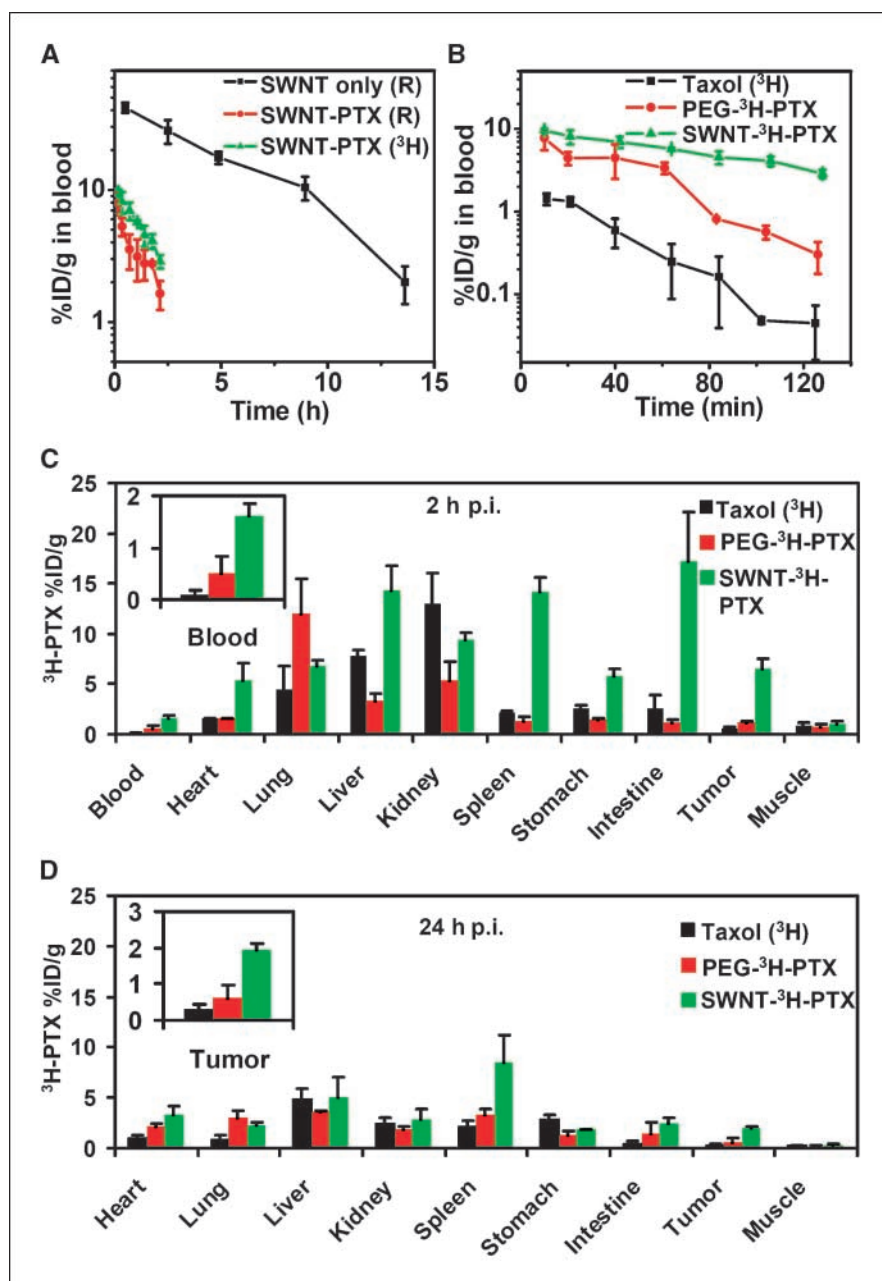 A
SWNT only (R)
SWNT-PTX (R)
SWNT-PTX (³H)
10
1
%ID/g in blood
0
5
10
15
Time (h)
B
Taxol (³H)
PEG-³H-PTX
SWNT-³H-PTX
10
1
0.1
%ID/g in blood
0
40
80
120
Time (min)
C
2 h p.i.
Taxol (³H)
PEG-³H-PTX
SWNT-³H-
PTX
25
20
15
10
5
0
³H-PTX %ID/g
2
1
0
Blood
Blood
Heart
Lung
Liver
Kidney
Spleen
Stomach
Intestine
Tumor
Muscle
D
24 h p.i.
Taxol (³H)
PEG-³H-PTX
SWNT-³H-PTX
25
20
15
10
5
0
³H-PTX %ID/g
3
2
1
0
Tumor
Heart
Lung
Liver
Kidney
Spleen
Stomach
Intestine
Tumor
Muscle